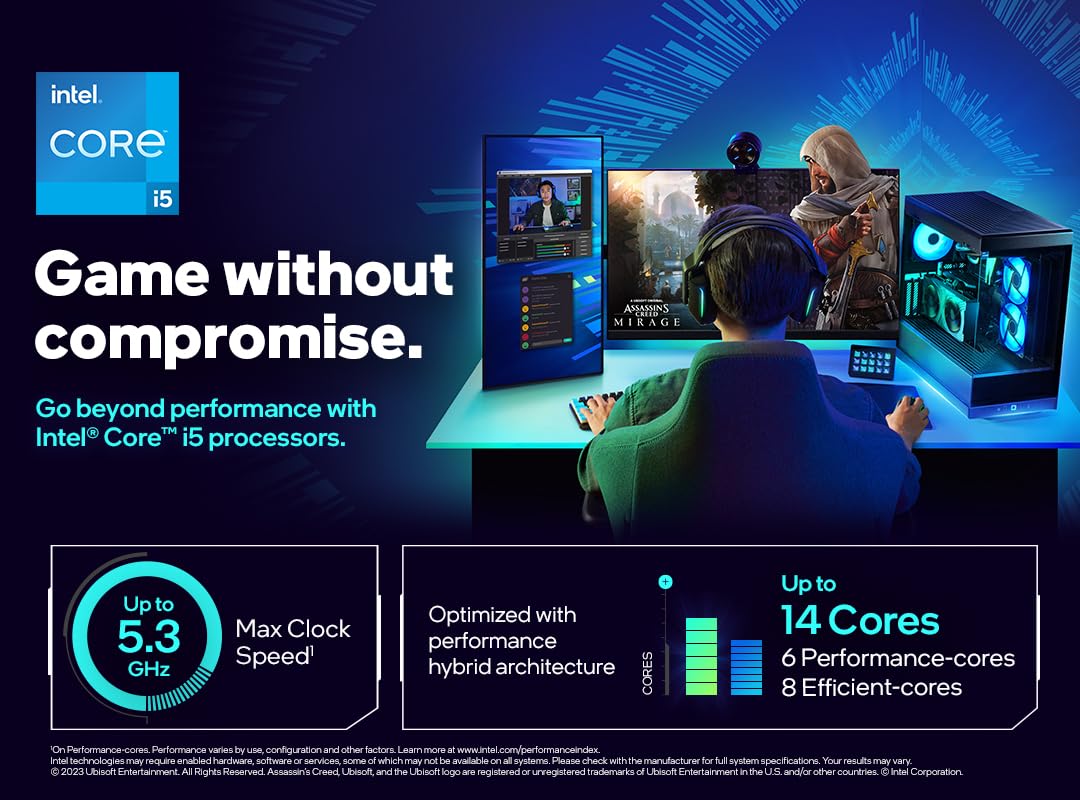 intel.
CORE™
i5
Game without
compromise.
Go beyond performance with
Intel® Core™ i5 processors.
A UBISOFT ORIGINAL
ASSASSIN'S
CREED
MIRAGE
Up to
5.3
GHz
Max Clock
Speed¹
Optimized with
performance
hybrid architecture
CORES
Up to
14 Cores
6 Performance-cores
8 Efficient-cores
¹On Performance-cores. Performance varies by use, configuration and other factors. Learn more at www.intel.com/performanceindex.
Intel technologies may require enabled hardware, software or services, some of which may not be available on all systems. Please check with the manufacturer for full system specifications. Your results may vary.
© 2023 Ubisoft Entertainment. All Rights Reserved. Assassin's Creed, Ubisoft, and the Ubisoft logo are registered or unregistered trademarks of Ubisoft Entertainment in the U.S. and/or other countries. © Intel Corporation.